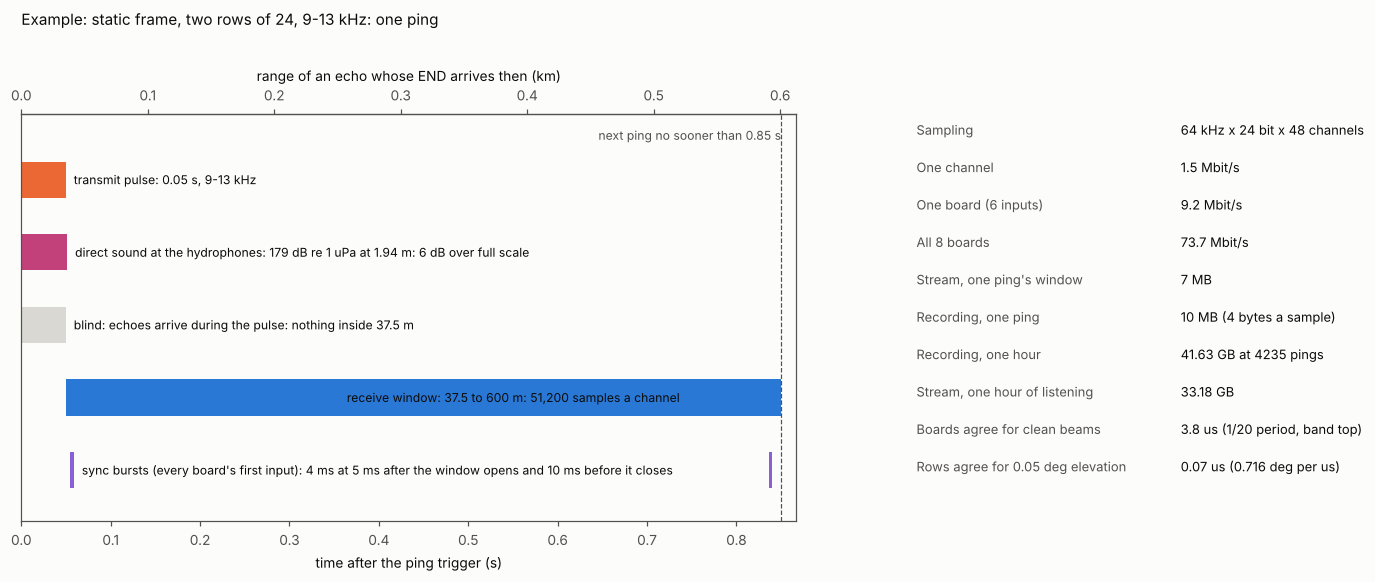 Example: static frame, two rows of 24, 9-13 kHz: one ping
range of an echo whose END arrives then (km)
0.0 0.1 0.2 0.3 0.4 0.5 0.6
next ping no sooner than 0.85 s
transmit pulse: 0.05 s, 9-13 kHz
direct sound at the hydrophones: 179 dB re 1 uPa at 1.94 m: 6 dB over full scale
blind: echoes arrive during the pulse: nothing inside 37.5 m
receive window: 37.5 to 600 m: 51,200 samples a channel
sync bursts (every board's first input): 4 ms at 5 ms after the window opens and 10 ms before it closes
0.0 0.1 0.2 0.3 0.4 0.5 0.6 0.7 0.8
time after the ping trigger (s)
Sampling 64 kHz x 24 bit x 48 channels
One channel 1.5 Mbit/s
One board (6 inputs) 9.2 Mbit/s
All 8 boards 73.7 Mbit/s
Stream, one ping's window 7 MB
Recording, one ping 10 MB (4 bytes a sample)
Recording, one hour 41.63 GB at 4235 pings
Stream, one hour of listening 33.18 GB
Boards agree for clean beams 3.8 us (1/20 period, band top)
Rows agree for 0.05 deg elevation 0.07 us (0.716 deg per us)